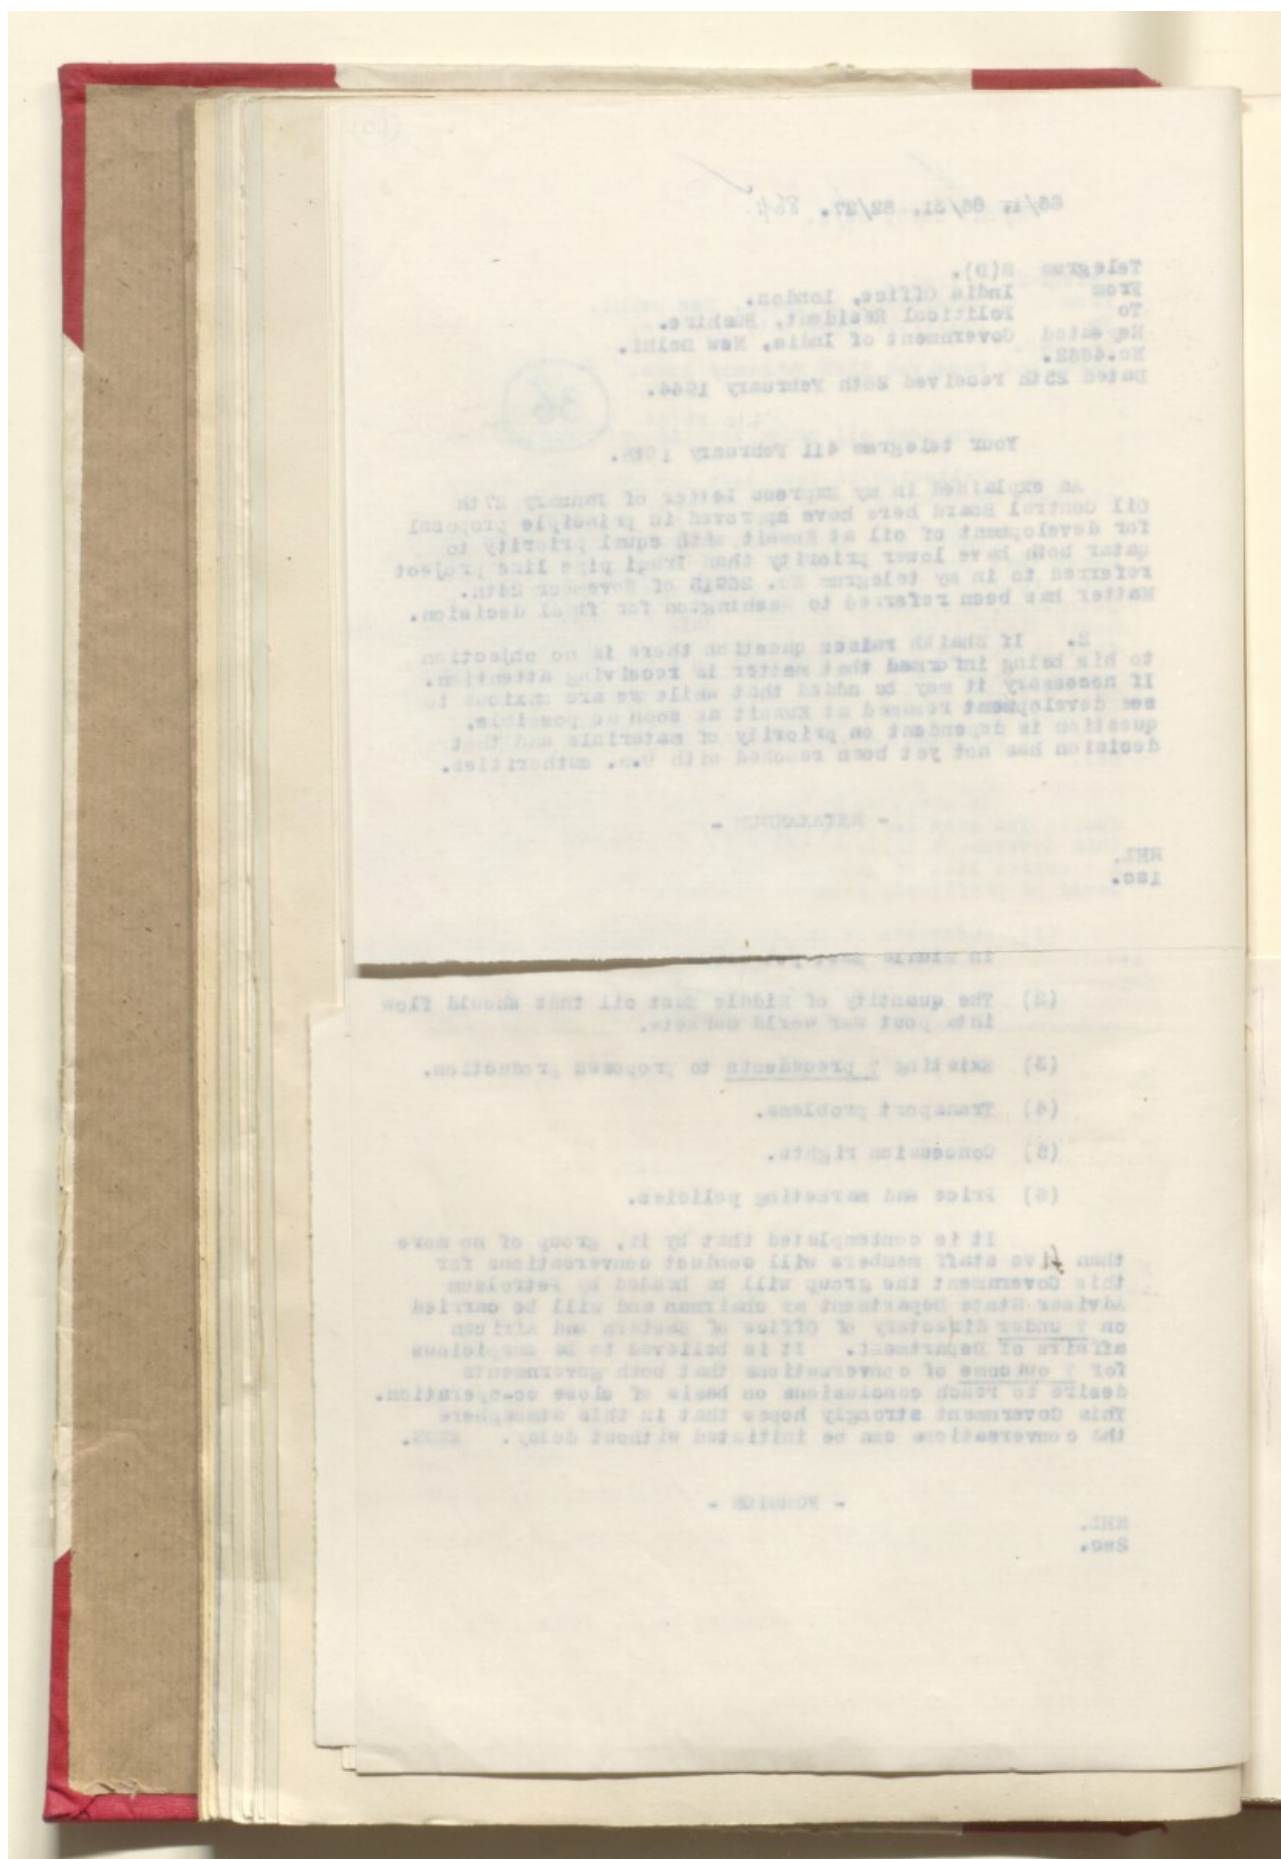 Telegram S(D).
From India Office, London.
To Political Resident, Bushire.
Repeated Government of India, New Delhi.
No.4682.
Dated 25th received 26th February 1944.
36
Your telegram 411 February 19th.
As explained in my Express Letter of January 27th
Oil Control Board here have approved in principle proposal
for development of oil at Kuwait with equal priority to
Qatar both have lower priority than Iraqi pipe line project
referred to in my telegram No. of November 24th.
Matter has been referred to Washington for final decision.
2. If Shaikh raises question there is no objection
to his being informed that matter is receiving attention.
If necessary it may be added that while we are anxious to
see development resumed at Kuwait as soon as possible,
question is dependent on priority of materials and that
decision has not yet been reached with U.S. authorities.
- RETAXANDUM -
RHL.
1sc.
in Middle East
(2) The quantity of Middle East oil that should flow
into post war world markets.
(3) Existing ? precedents to proposed production.
(4) Transport problems.
(5) Concession rights.
(6) Price and marketing policies.
It is contemplated that by it, group of no more
than five staff members will conduct conversations for
this Government the group will be headed by Petroleum
Adviser State Department as chairman and will be carried
on ? under directory of Office of Eastern and African
affairs of Department. It is believed to be auspicious
for ? outcome of conversations that both governments
desire to reach conclusions on basis of close co-operation.
This Government strongly hopes that in this atmosphere
the conversations can be initiated without delay. ENDS.
- FOREIGN -
RHL.
2sc.